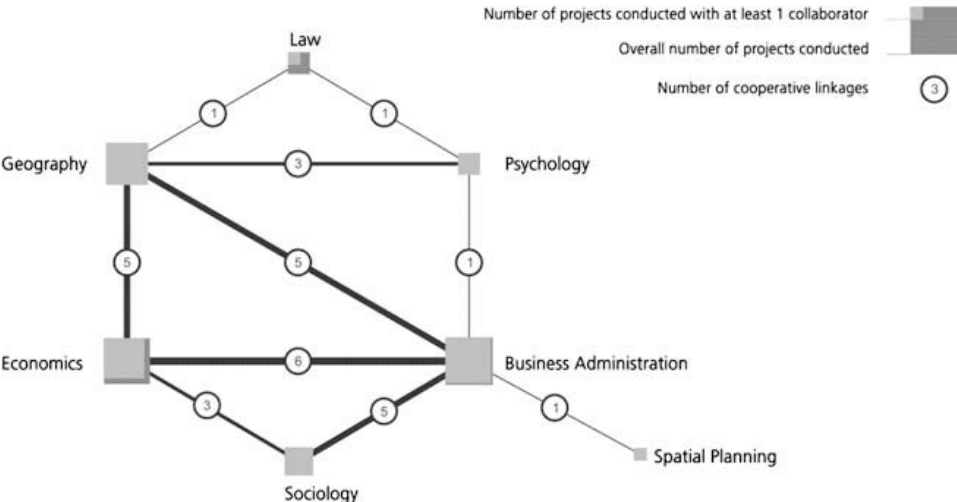 Number of projects conducted with at least 1 collaborator
Overall number of projects conducted
Number of cooperative linkages
3
Law
1
1
Geography
3
Psychology
5
5
1
Economics
6
Business Administration
3
5
1
Spatial Planning
Sociology